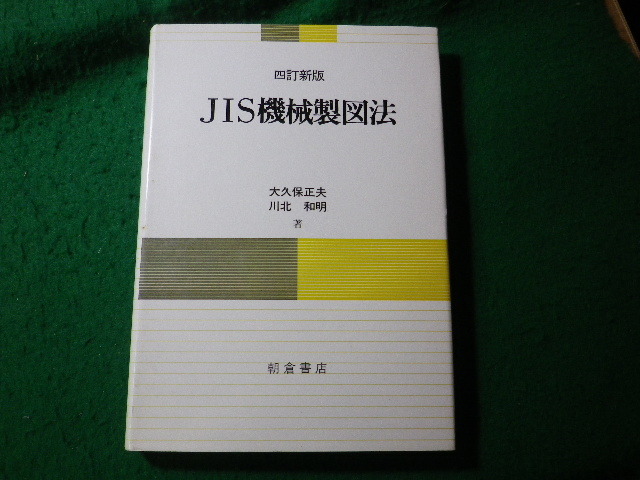 四訂新版
JIS機械製図法
大久保正夫
川北 和明
著
朝倉書店